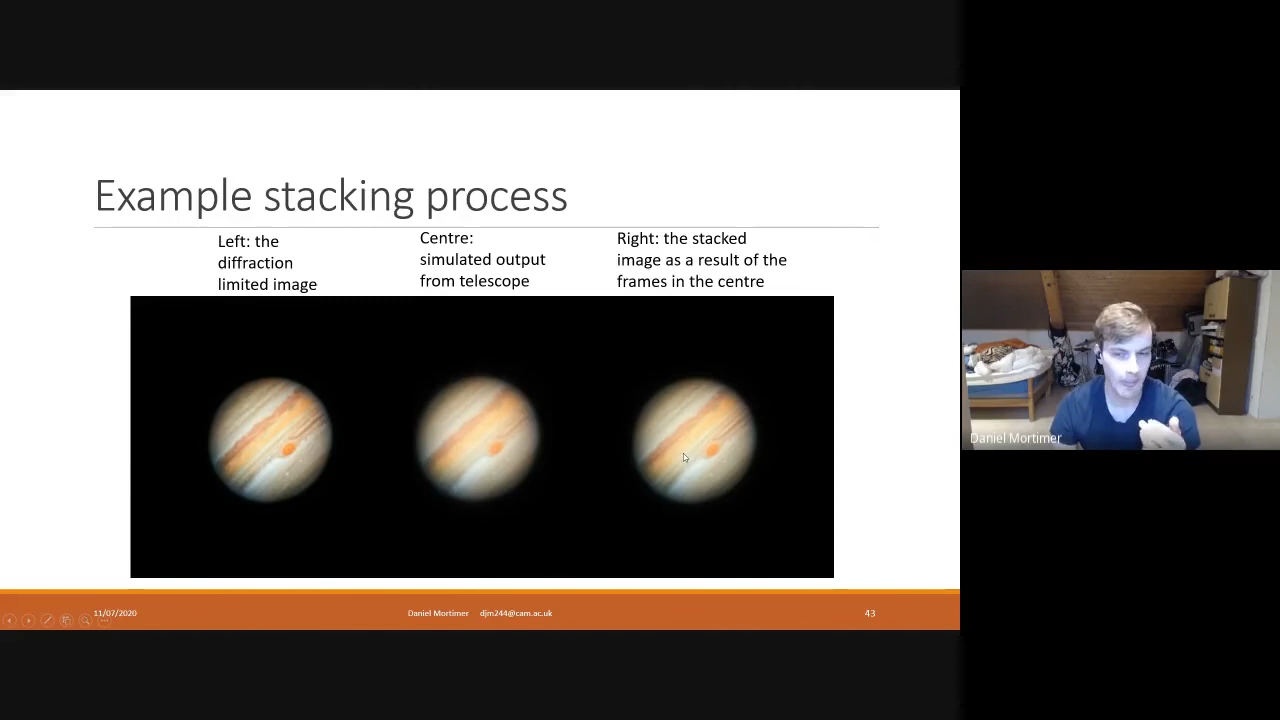 Example stacking process
Left: the
diffraction
limited image
Centre:
simulated output
from telescope
Right: the stacked
image as a result of the
frames in the centre
Daniel Mortimer
11/07/2020
Daniel Mortimer djm244@cam.ac.uk
43